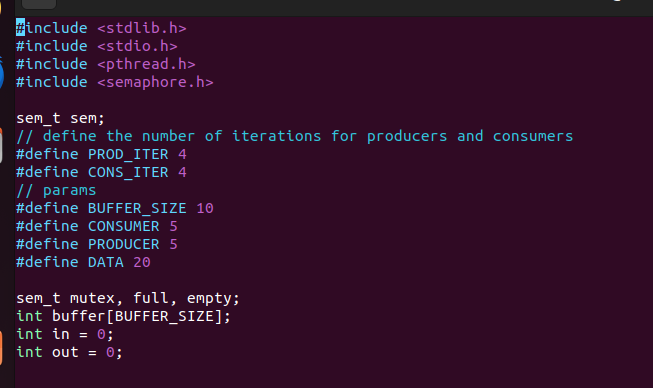 #include <stdlib.h>
#include <stdio.h>
#include <pthread.h>
#include <semaphore.h>
sem_t sem;
// define the number of iterations for producers and consumers
#define PROD_ITER 4
#define CONS_ITER 4
// params
#define BUFFER_SIZE 10
#define CONSUMER 5
#define PRODUCER 5
#define DATA 20
sem_t mutex, full, empty;
int buffer[BUFFER_SIZE];
int in = 0;
int out = 0;